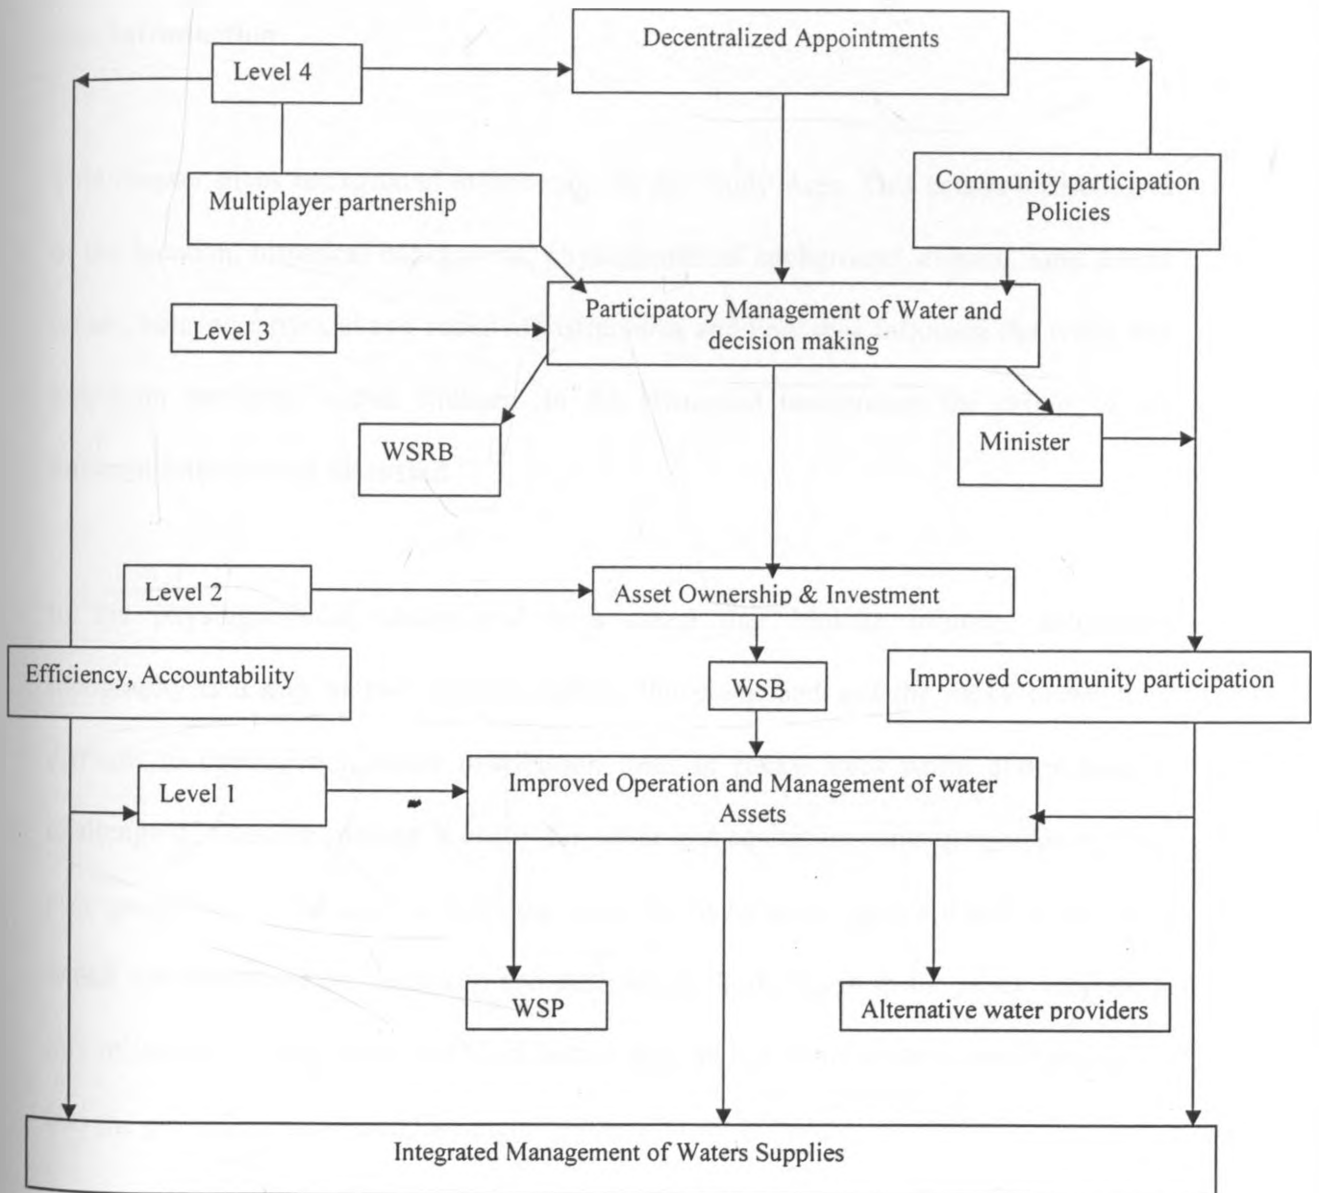 Decentralized Appointments
Level 4
Community participation
Policies
Multiplayer partnership
Participatory Management of Water and
decision making
Level 3
WSRB
Minister
Level 2
Asset Ownership & Investment
Efficiency, Accountability
WSB
Improved community participation
Level 1
Improved Operation and Management of water
Assets
WSP
Alternative water providers
Integrated Management of Waters Supplies